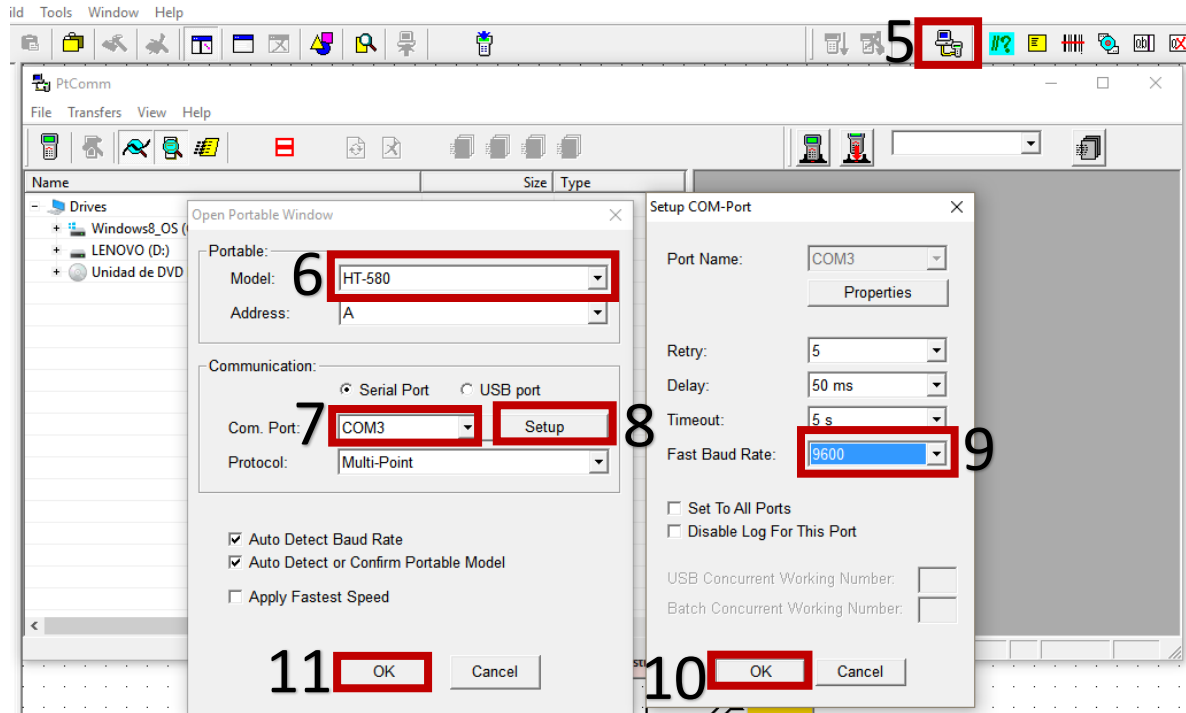 ild Tools Window Help
5
PtComm
File Transfers View Help
Name Size Type
Drives
Windows8_OS (
LENOVO (D:)
Unidad de DVD
Open Portable Window
Portable:
Model: 6 HT-580
Address: A
Communication:
Serial Port USB port
Com. Port: 7 COM3 Setup 8
Protocol: Multi-Point
Auto Detect Baud Rate
Auto Detect or Confirm Portable Model
Apply Fastest Speed
11 OK Cancel
Setup COM-Port
Port Name: COM3
Properties
Retry: 5
Delay: 50 ms
Timeout: 5 s
Fast Baud Rate: 9600 9
Set To All Ports
Disable Log For This Port
USB Concurrent Working Number:
Batch Concurrent Working Number:
10 OK Cancel